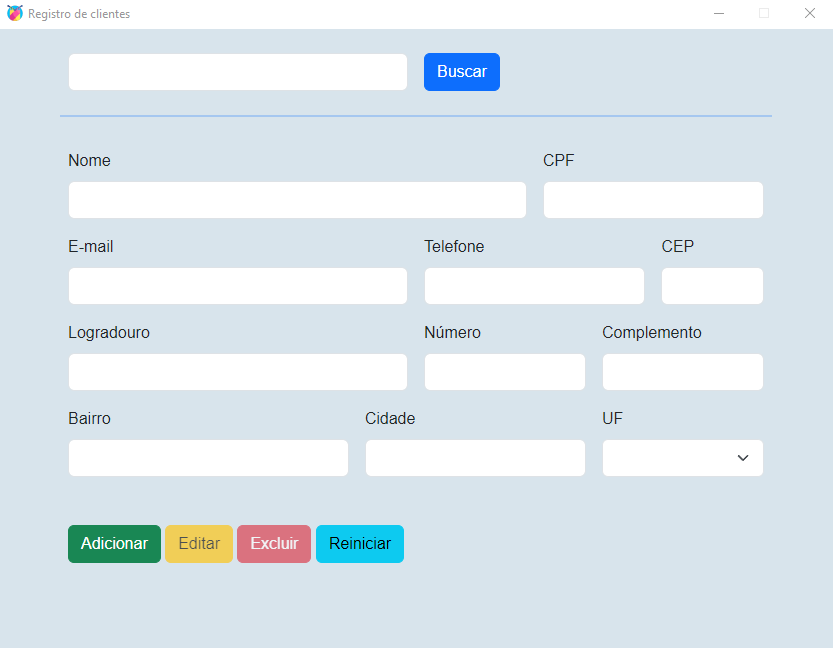 Registro de clientes
Buscar
Nome CPF
E-mail Telefone CEP
Logradouro Número Complemento
Bairro Cidade UF
Adicionar Editar Excluir Reiniciar